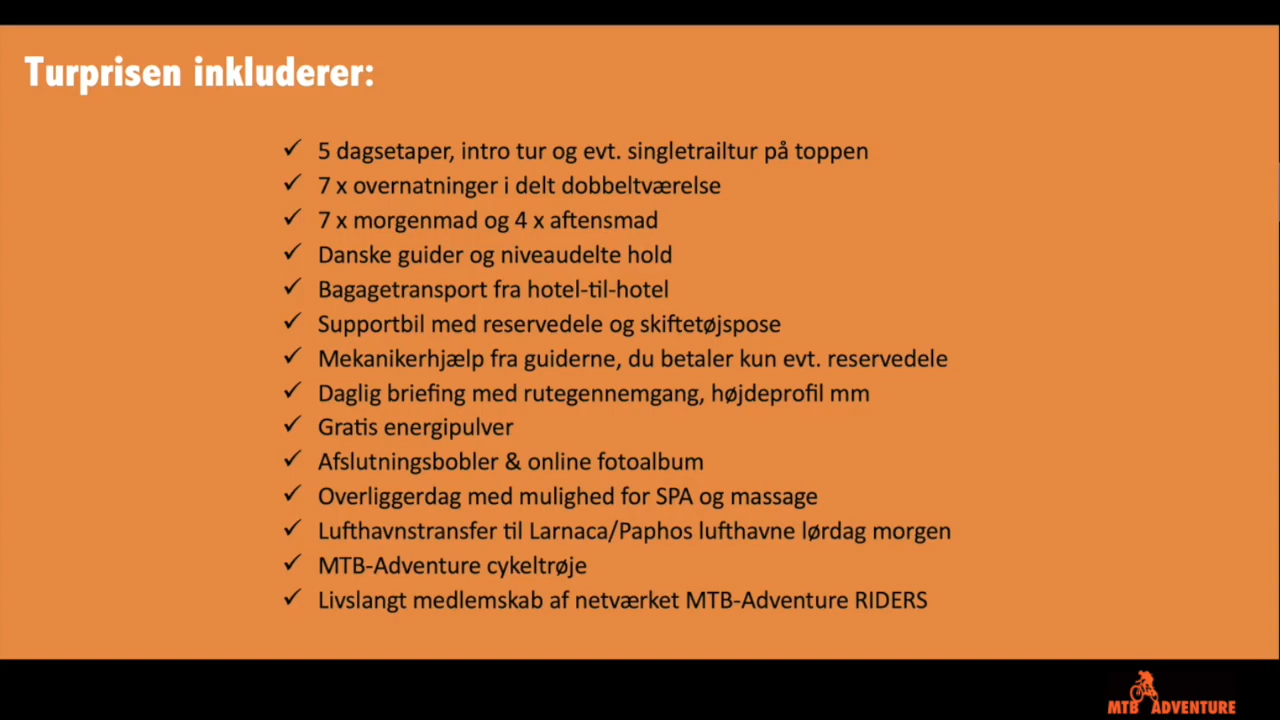 Turprisen inkluderer:
✓ 5 dagsetaper, intro tur og evt. singletrailtur på toppen
✓ 7 x overnatninger i delt dobbeltværelse
✓ 7 x morgenmad og 4 x aftensmad
✓ Danske guider og niveaudelte hold
✓ Bagagetransport fra hotel-til-hotel
✓ Supportbil med reservedele og skiftetøjspose
✓ Mekanikerhjælp fra guiderne, du betaler kun evt. reservedele
✓ Daglig briefing med rutegennemgang, højdeprofil mm
✓ Gratis energipulver
✓ Afslutningsbobler & online fotoalbum
✓ Overliggerdag med mulighed for SPA og massage
✓ Lufthavnstransfer til Larnaca/Paphos lufthavne lørdag morgen
✓ MTB-Adventure cykeltrøje
✓ Livslangt medlemskab af netværket MTB-Adventure RIDERS
MTB ADVENTURE